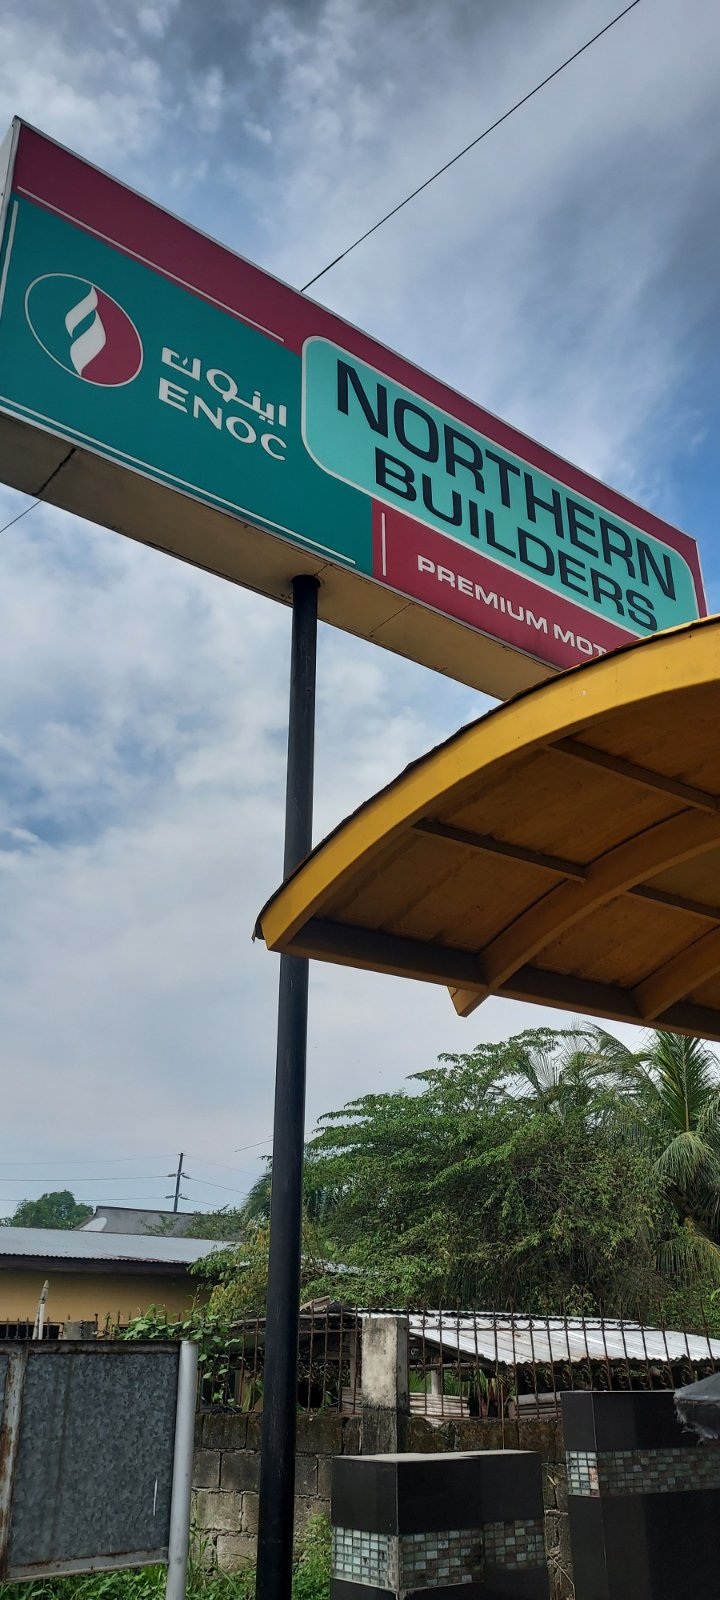 اينوك
ENOC
NORTHERN
BUILDERS
PREMIUM